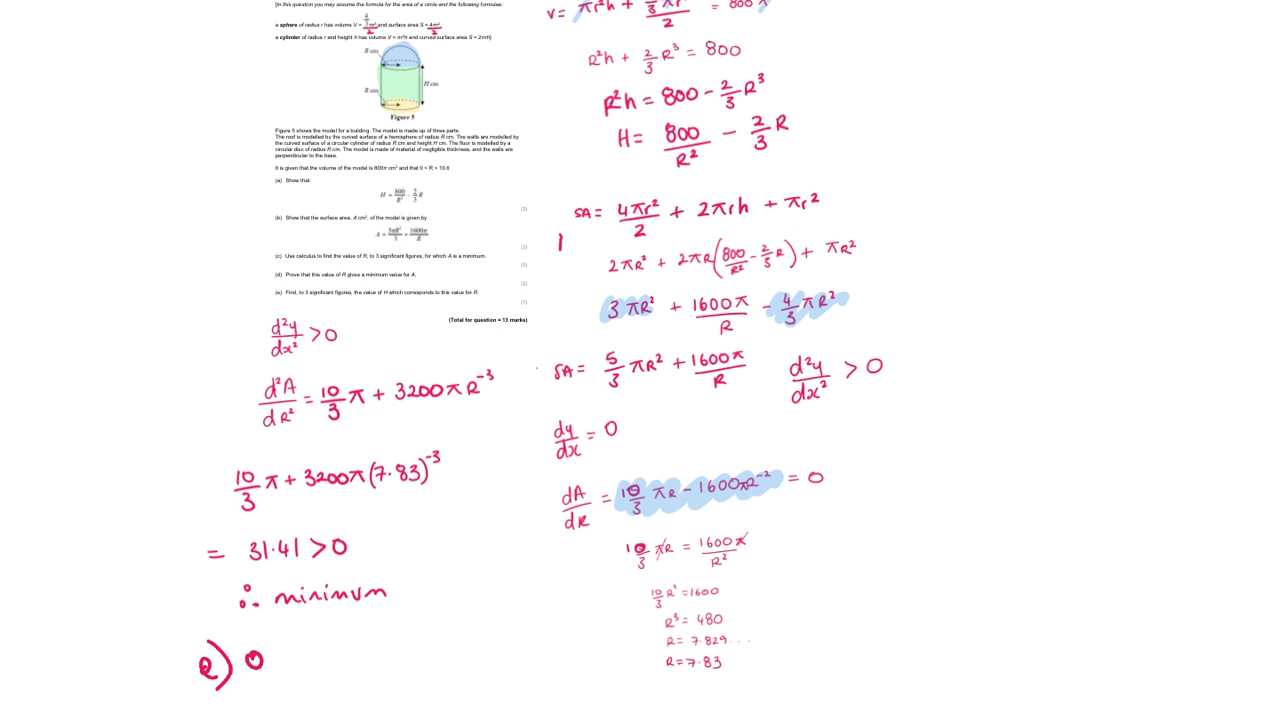 [In this question you may assume the formula for the area of a circle and the following formulae:
a sphere of radius r has volume V = 4/3 πr³ and surface area S = 4πr²
2 2
a cylinder of radius r and height h has volume V = πr²h and curved surface area S = 2πrh]
R cm
H cm
R cm
Figure 5
Figure 5 shows the model for a building. The model is made up of three parts.
The roof is modelled by the curved surface of a hemisphere of radius R cm. The walls are modelled by
the curved surface of a circular cylinder of radius R cm and height H cm. The floor is modelled by a
circular disc of radius R cm. The model is made of material of negligible thickness, and the walls are
perpendicular to the base.
It is given that the volume of the model is 800π cm³ and that 0 < R < 10.6
(a) Show that
H = 800/R² - 2/3 R
(2)
(b) Show that the surface area, A cm², of the model is given by
A = 5πR²/3 + 1600π/R
(3)
(c) Use calculus to find the value of R, to 3 significant figures, for which A is a minimum.
(5)
(d) Prove that this value of R gives a minimum value for A.
(2)
(e) Find, to 3 significant figures, the value of H which corresponds to this value for R.
(1)
(Total for question = 13 marks)
d²y/dx² > 0
d²A/dR² = 10/3 π + 3200πR⁻³
10/3 π + 3200π(7.83)⁻³
= 31.41 > 0
∴ minimum
e) 0
R²h + 2/3 R³ = 800
R²h = 800 - 2/3 R³
H = 800/R² - 2/3 R
SA = 4πr²/2 + 2πrh + πr²
2πR² + 2πR(800/R² - 2/3 R) + πR²
3πR² + 1600π/R - 4/3 πR²
SA = 5/3 πR² + 1600π/R
d²y/dx² > 0
dy/dx = 0
dA/dR = 10/3 πR - 1600πR⁻² = 0
10/3 πR = 1600π/R²
10/3 R³ = 1600
R³ = 480
R = 7.829...
R = 7.83